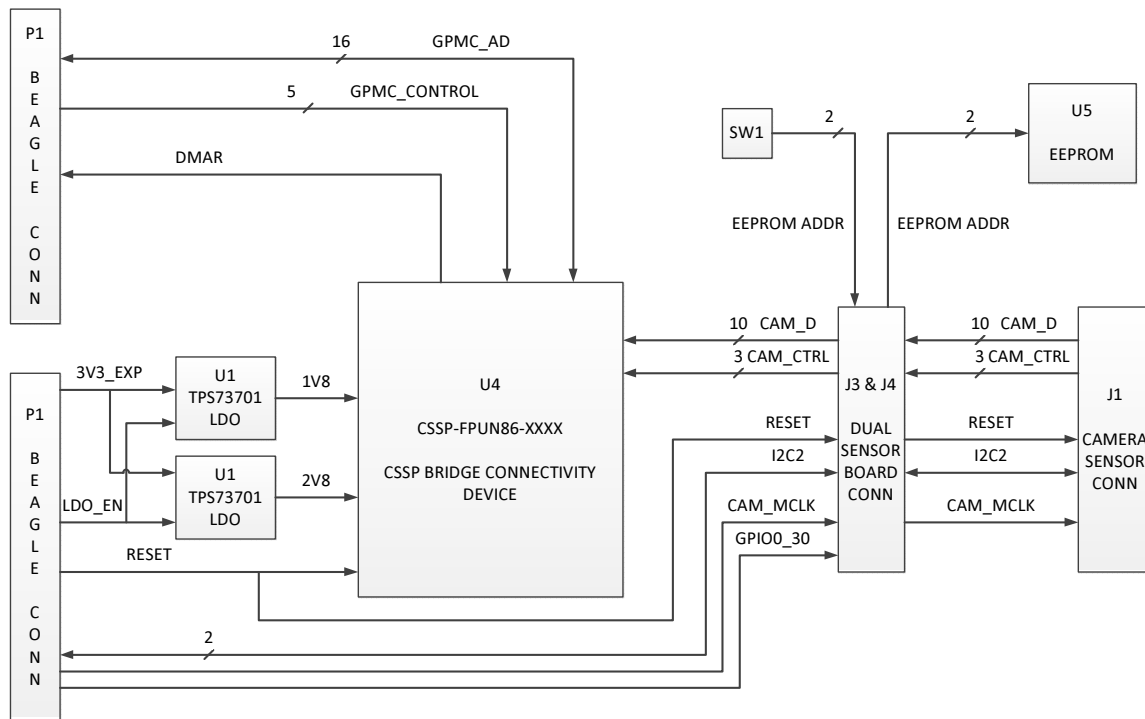 P1
B
E
A
G
L
E
C
O
N
N
16 GPMC_AD
5 GPMC_CONTROL
DMAR
SW1
2
2
U5
EEPROM
EEPROM ADDR
EEPROM ADDR
P1
B
E
A
G
L
E
C
O
N
N
3V3_EXP
LDO_EN
RESET
2
U1
TPS73701
LDO
1V8
U1
TPS73701
LDO
2V8
U4
CSSP-FPUN86-XXXX
CSSP BRIDGE CONNECTIVITY
DEVICE
10 CAM_D
3 CAM_CTRL
RESET
I2C2
CAM_MCLK
GPIO0_30
J3 & J4
DUAL
SENSOR
BOARD
CONN
10 CAM_D
3 CAM_CTRL
RESET
I2C2
CAM_MCLK
J1
CAMERA
SENSOR
CONN